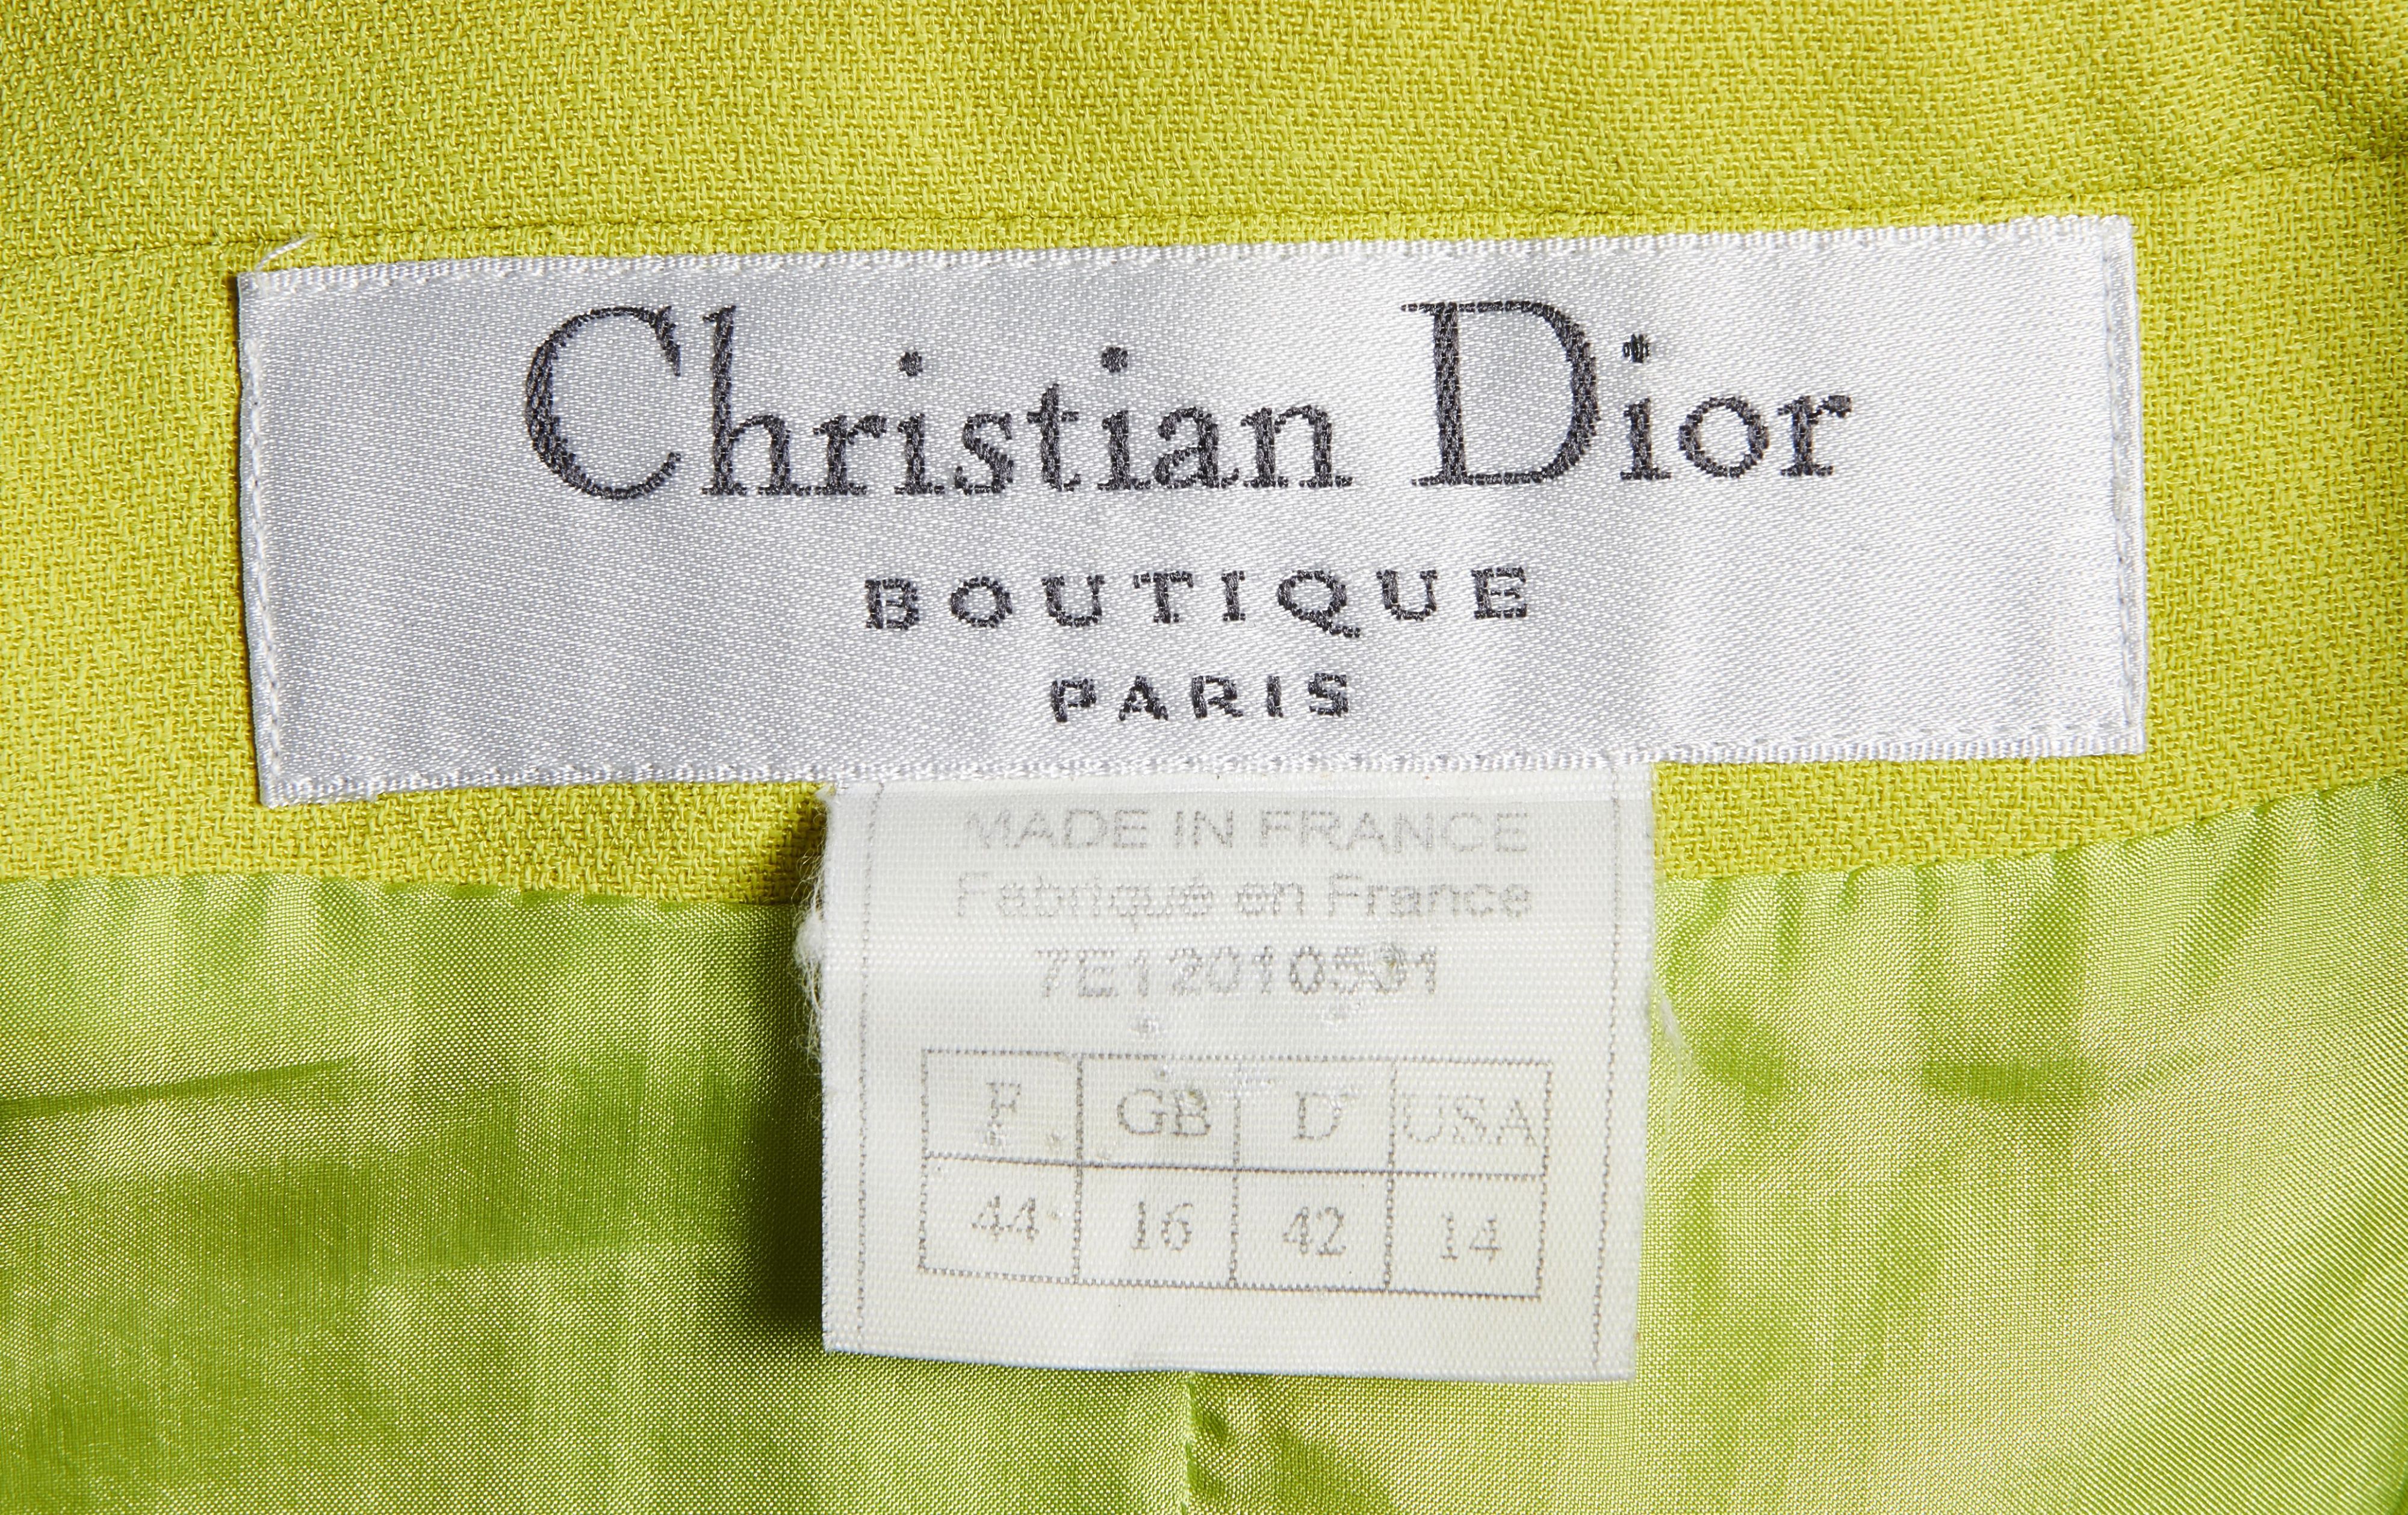 Christian Dior
BOUTIQUE
PARIS
MADE IN FRANCE
Fabriqué en France
7E12010501
F GB D USA
44 16 42 14